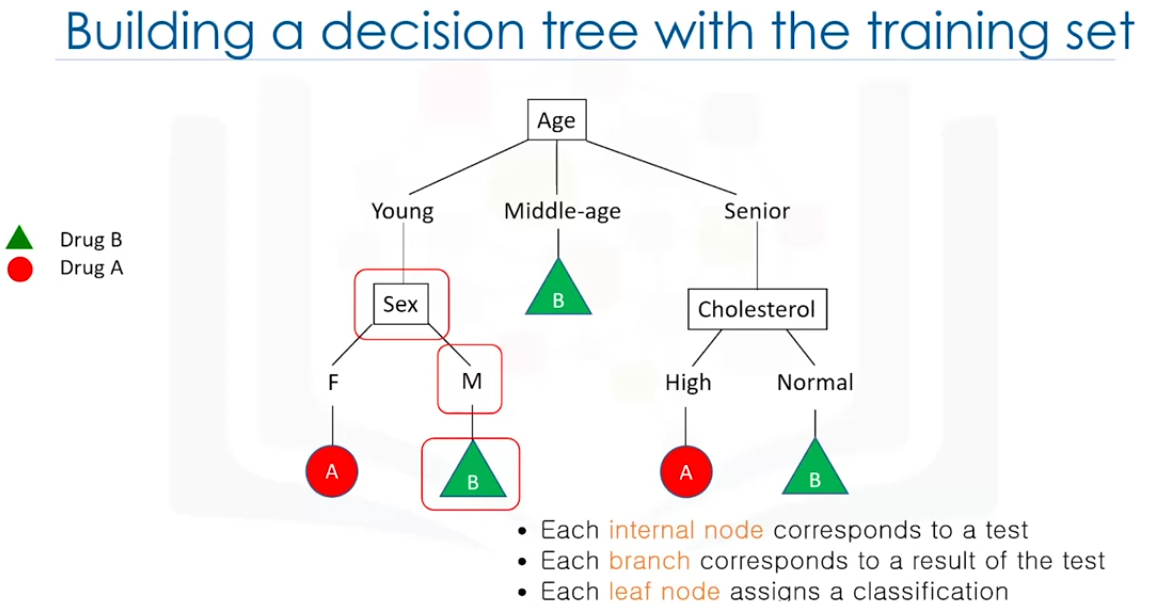 Building a decision tree with the training set
Age
Young Middle-age Senior
Drug B
Drug A
Sex B Cholesterol
F M High Normal
A B A B
• Each internal node corresponds to a test
• Each branch corresponds to a result of the test
• Each leaf node assigns a classification